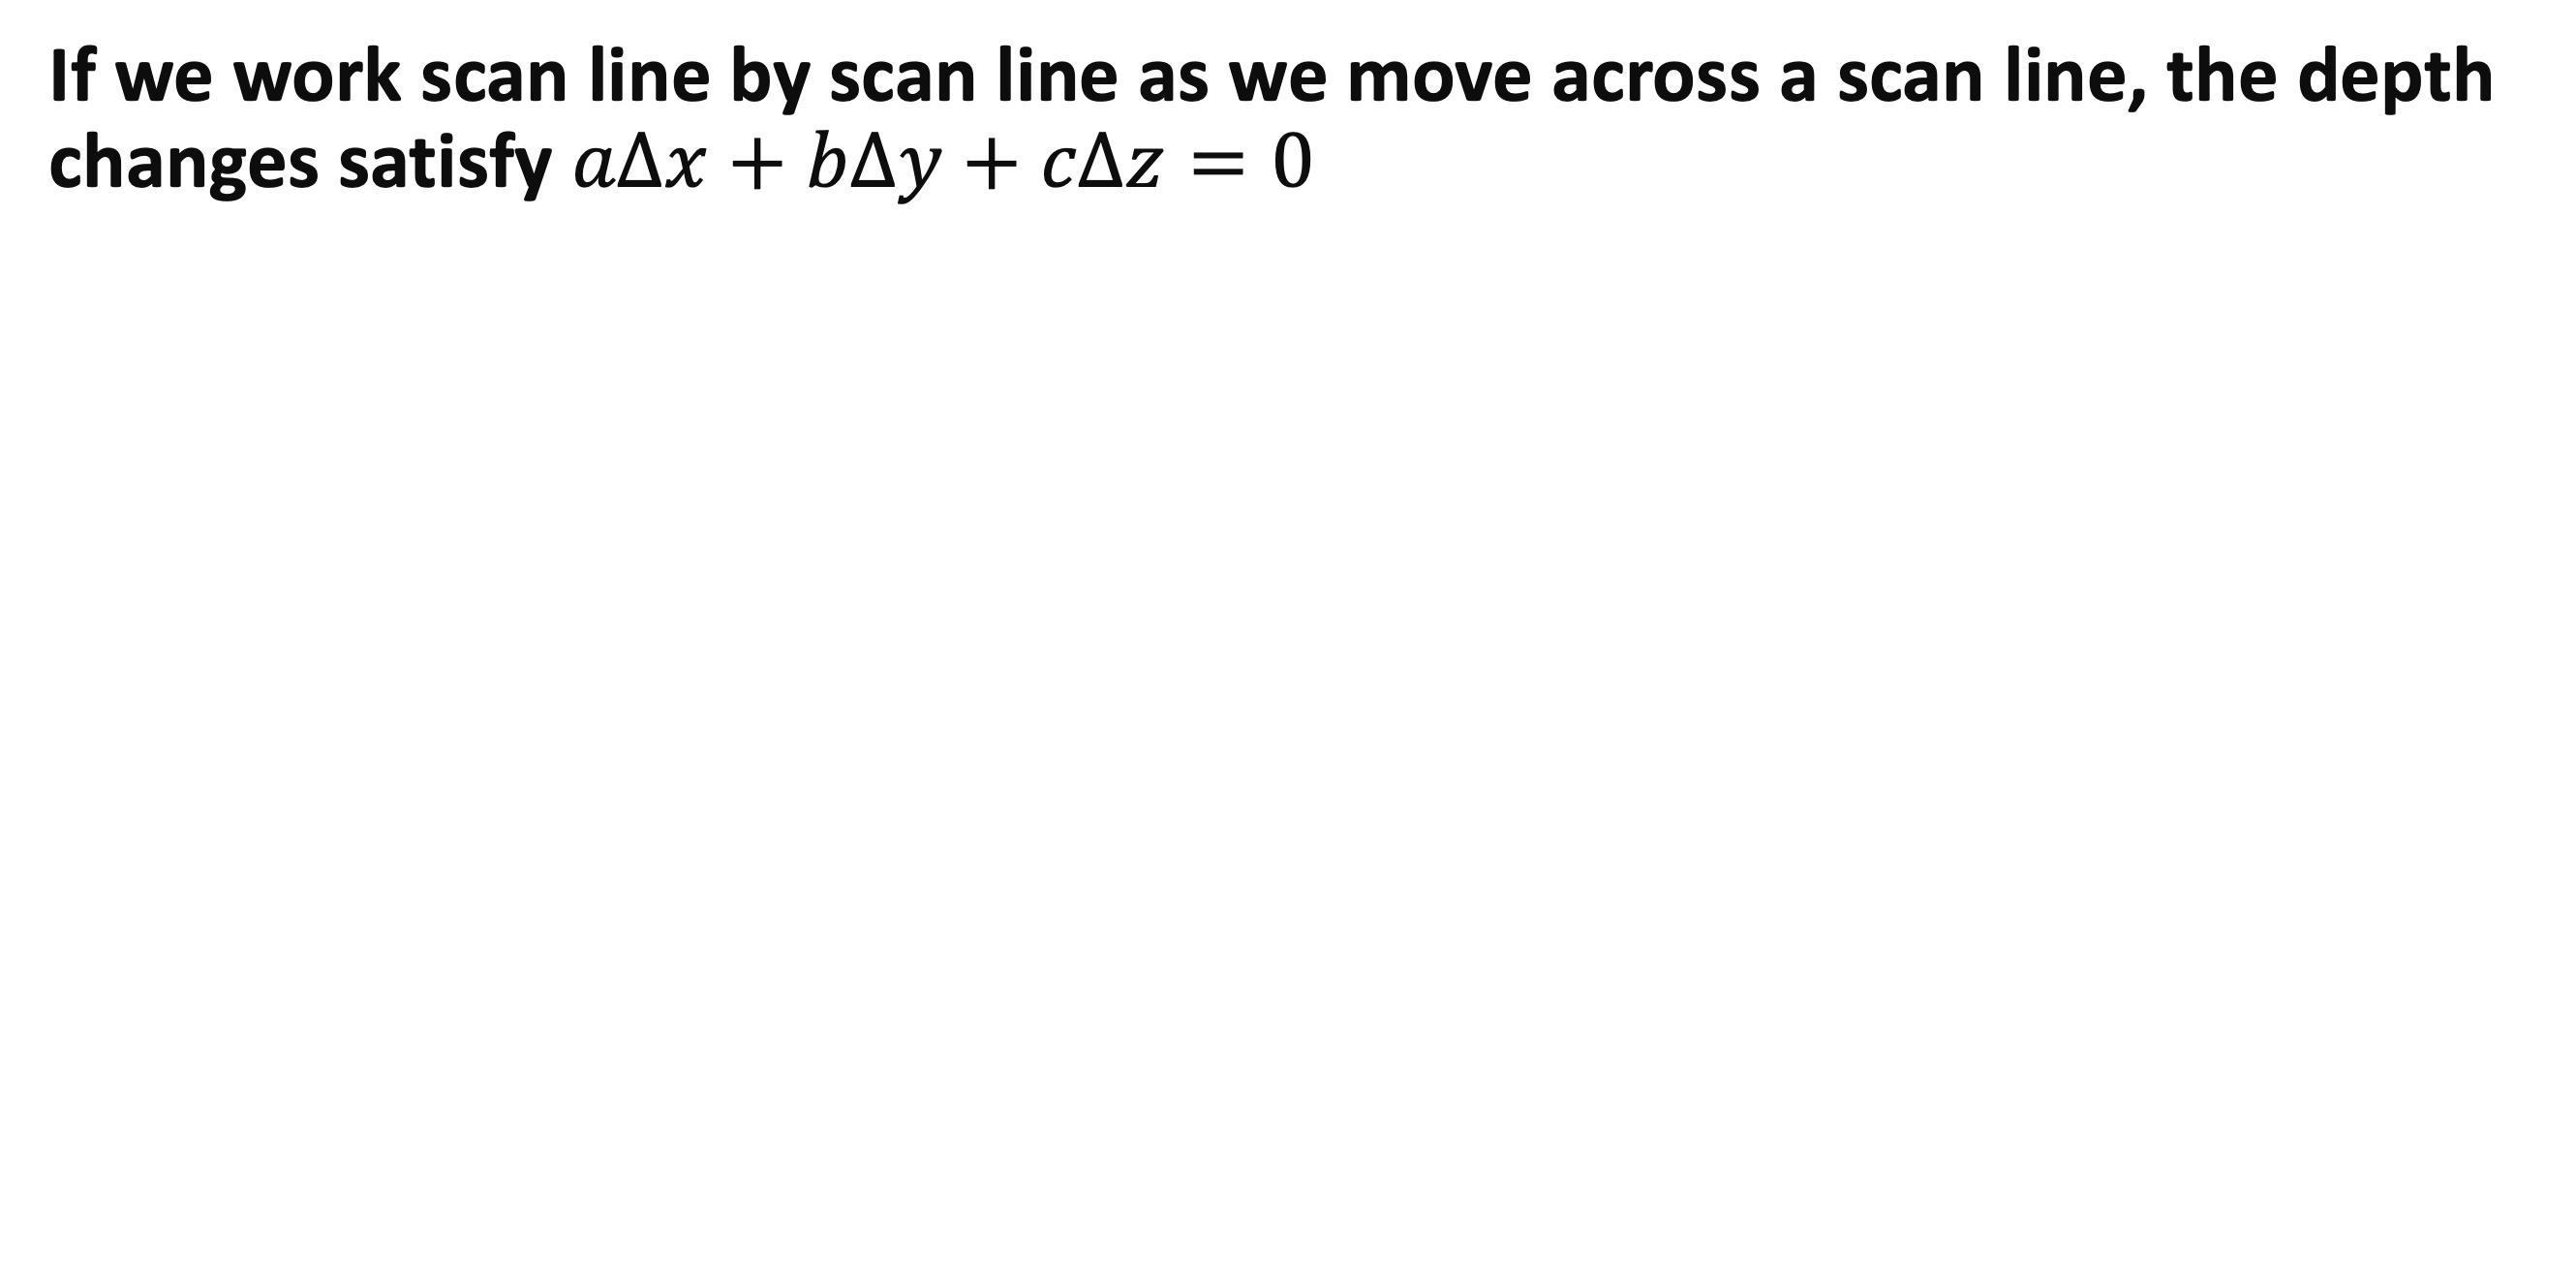 If we work scan line by scan line as we move across a scan line, the depth
changes satisfy 𝑎Δ𝑥 + 𝑏Δ𝑦 + 𝑐Δ𝑧 = 0